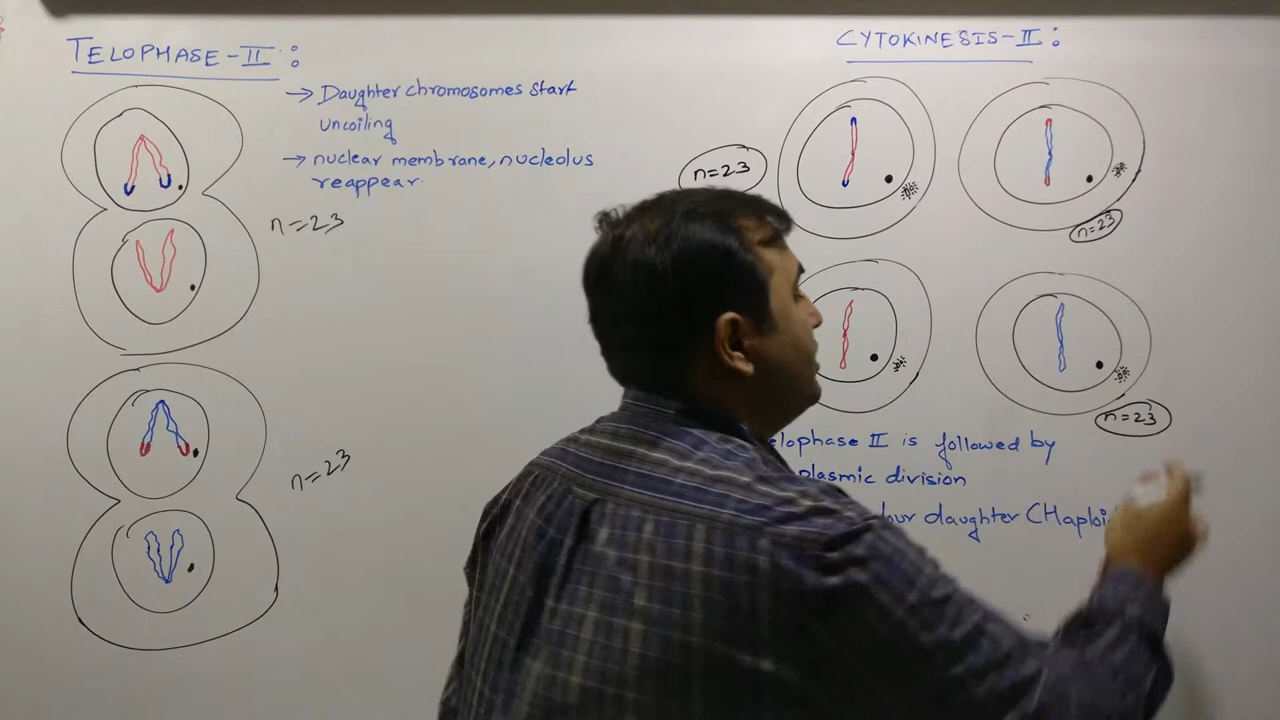 TELOPHASE-II:
→ Daughter chromosomes start
uncoiling
→ nuclear membrane, nucleolus
reappear.
n=23
n=23
CYTOKINESIS-II:
n=23
n=23
n=23
elophase II is followed by
plasmic division
our daughter (Haploi